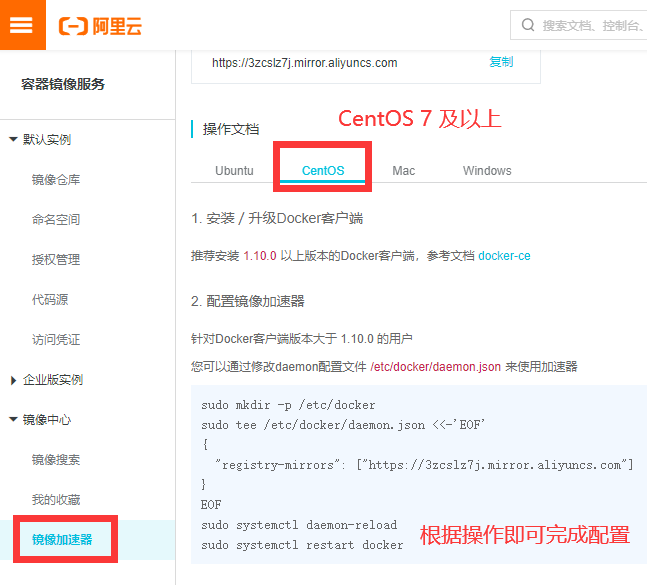 阿里云
搜索文档、控制台、
容器镜像服务
默认实例
镜像仓库
命名空间
授权管理
代码源
访问凭证
企业版实例
镜像中心
镜像搜索
我的收藏
镜像加速器
https://3zcslz7j.mirror.aliyuncs.com
复制
操作文档
CentOS 7 及以上
Ubuntu
CentOS
Mac
Windows
1. 安装 / 升级Docker客户端
推荐安装 1.10.0 以上版本的Docker客户端，参考文档 docker-ce
2. 配置镜像加速器
针对Docker客户端版本大于 1.10.0 的用户
您可以通过修改daemon配置文件 /etc/docker/daemon.json 来使用加速器
sudo mkdir -p /etc/docker
sudo tee /etc/docker/daemon.json <<-'EOF'
{
"registry-mirrors": ["https://3zcslz7j.mirror.aliyuncs.com"]
}
EOF
sudo systemctl daemon-reload
sudo systemctl restart docker
根据操作即可完成配置